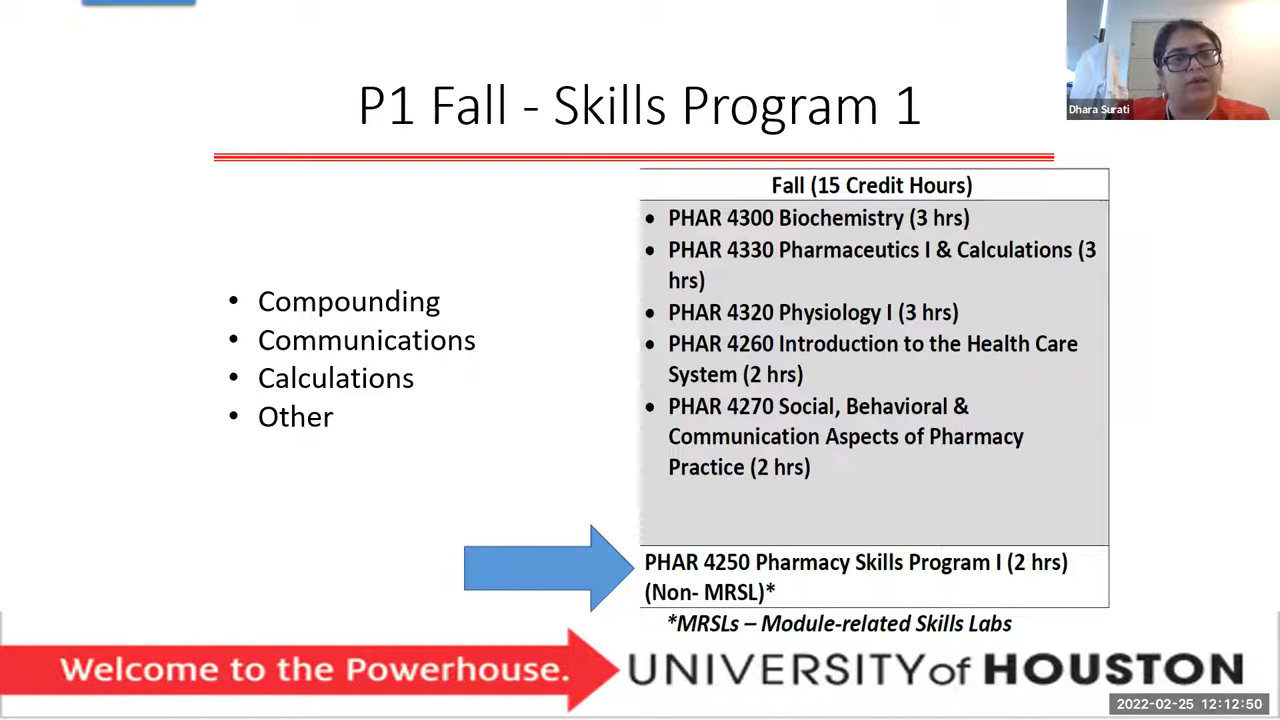 Dhara Surati
P1 Fall - Skills Program 1
• Compounding
• Communications
• Calculations
• Other
Fall (15 Credit Hours)
• PHAR 4300 Biochemistry (3 hrs)
• PHAR 4330 Pharmaceutics I & Calculations (3
hrs)
• PHAR 4320 Physiology I (3 hrs)
• PHAR 4260 Introduction to the Health Care
System (2 hrs)
• PHAR 4270 Social, Behavioral &
Communication Aspects of Pharmacy
Practice (2 hrs)
PHAR 4250 Pharmacy Skills Program I (2 hrs)
(Non- MRSL)*
*MRSLs – Module-related Skills Labs
Welcome to the Powerhouse.
UNIVERSITY of HOUSTON
2022-02-25 12:12:50